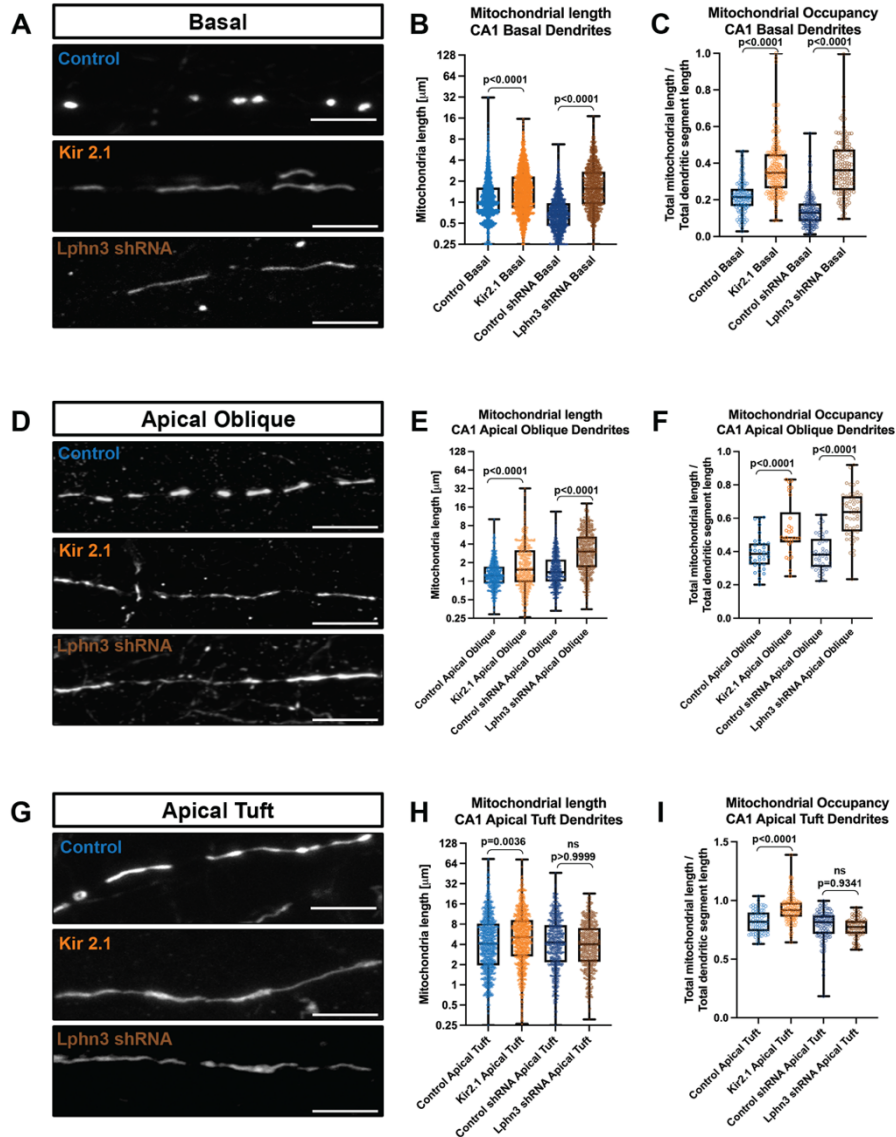 A
Basal
Control
Kir 2.1
Lphn3 shRNA
B
Mitochondrial length
CA1 Basal Dendrites
Mitochondria length [μm]
128
64
32
16
8
4
2
1
0.5
0.25
p<0.0001
p<0.0001
Control Basal
Kir2.1 Basal
Control shRNA Basal
Lphn3 shRNA Basal
C
Mitochondrial Occupancy
CA1 Basal Dendrites
Total mitochondrial length /
Total dendritic segment length
1.0
0.8
0.6
0.4
0.2
0.0
p<0.0001
p<0.0001
Control Basal
Kir2.1 Basal
Control shRNA Basal
Lphn3 shRNA Basal
D
Apical Oblique
Control
Kir 2.1
Lphn3 shRNA
E
Mitochondrial length
CA1 Apical Oblique Dendrites
Mitochondria length [μm]
128
64
32
16
8
4
2
1
0.5
0.25
p<0.0001
p<0.0001
Control Apical Oblique
Kir2.1 Apical Oblique
Control shRNA Apical Oblique
Lphn3 shRNA Apical Oblique
F
Mitochondrial Occupancy
CA1 Apical Oblique Dendrites
Total mitochondrial length /
Total dendritic segment length
1.0
0.8
0.6
0.4
0.2
0.0
p<0.0001
p<0.0001
Control Apical Oblique
Kir2.1 Apical Oblique
Control shRNA Apical Oblique
Lphn3 shRNA Apical Oblique
G
Apical Tuft
Control
Kir 2.1
Lphn3 shRNA
H
Mitochondrial length
CA1 Apical Tuft Dendrites
Mitochondria length [μm]
128
64
32
16
8
4
2
1
0.5
0.25
p=0.0036
ns
p>0.9999
Control Apical Tuft
Kir2.1 Apical Tuft
Control shRNA Apical Tuft
Lphn3 shRNA Apical Tuft
I
Mitochondrial Occupancy
CA1 Apical Tuft Dendrites
Total mitochondrial length /
Total dendritic segment length
1.5
1.0
0.5
0.0
p<0.0001
ns
p=0.9341
Control Apical Tuft
Kir2.1 Apical Tuft
Control shRNA Apical Tuft
Lphn3 shRNA Apical Tuft